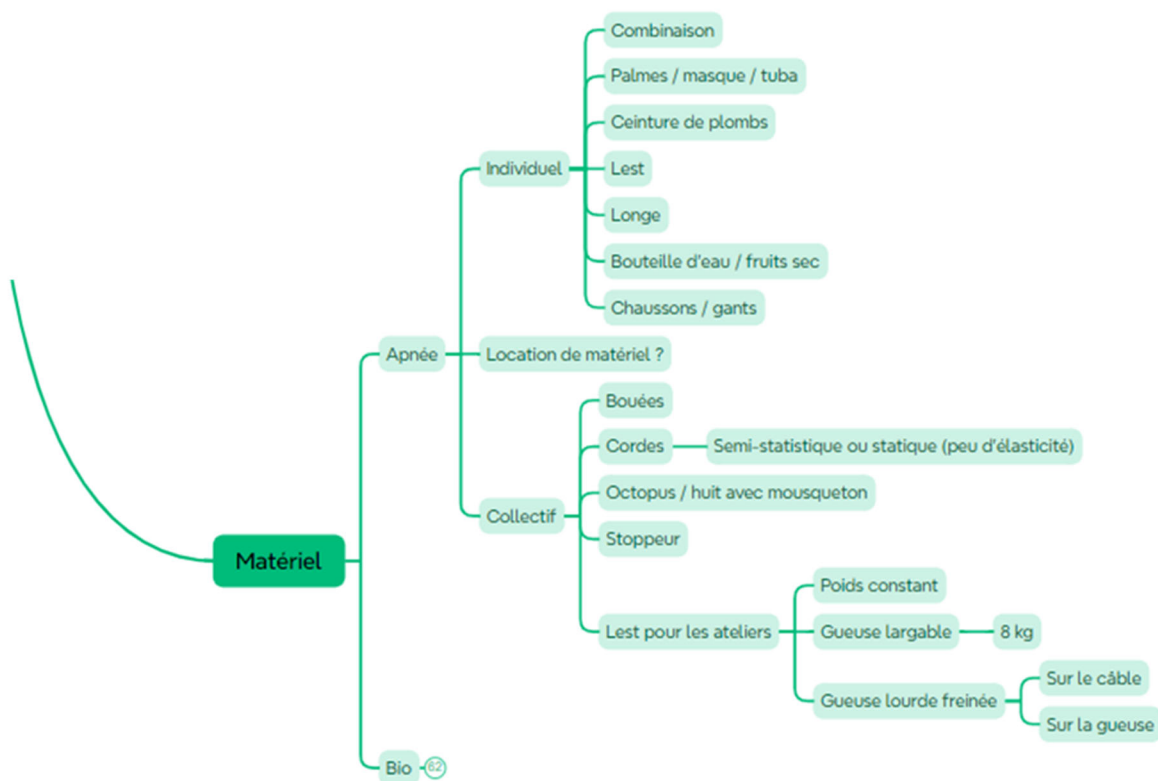 Matériel
Apnée
Individuel
Combinaison
Palmes / masque / tuba
Ceinture de plombs
Lest
Longe
Bouteille d'eau / fruits sec
Chaussons / gants
Location de matériel ?
Collectif
Bouées
Cordes
Semi-statistique ou statique (peu d'élasticité)
Octopus / huit avec mousqueton
Stoppeur
Lest pour les ateliers
Poids constant
Gueuse largable
8 kg
Gueuse lourde freinée
Sur le câble
Sur la gueuse
Bio
62